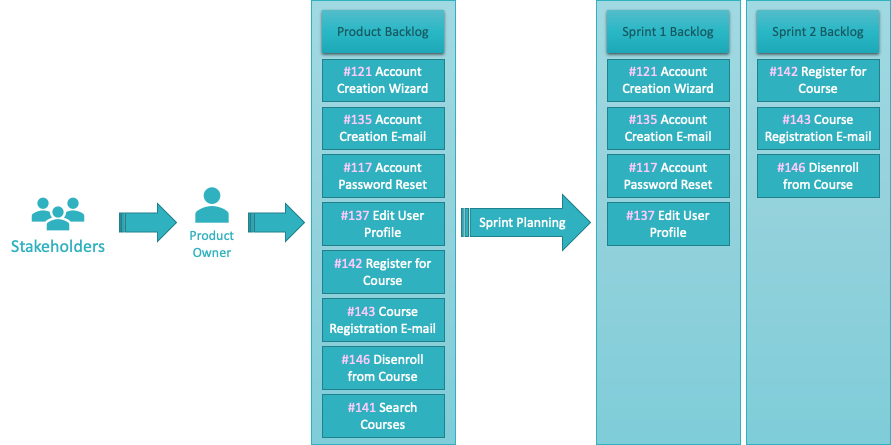 Stakeholders
Product
Owner
Product Backlog
#121 Account
Creation Wizard
#135 Account
Creation E-mail
#117 Account
Password Reset
#137 Edit User
Profile
#142 Register for
Course
#143 Course
Registration E-mail
#146 Disenroll
from Course
#141 Search
Courses
Sprint Planning
Sprint 1 Backlog
#121 Account
Creation Wizard
#135 Account
Creation E-mail
#117 Account
Password Reset
#137 Edit User
Profile
Sprint 2 Backlog
#142 Register for
Course
#143 Course
Registration E-mail
#146 Disenroll
from Course